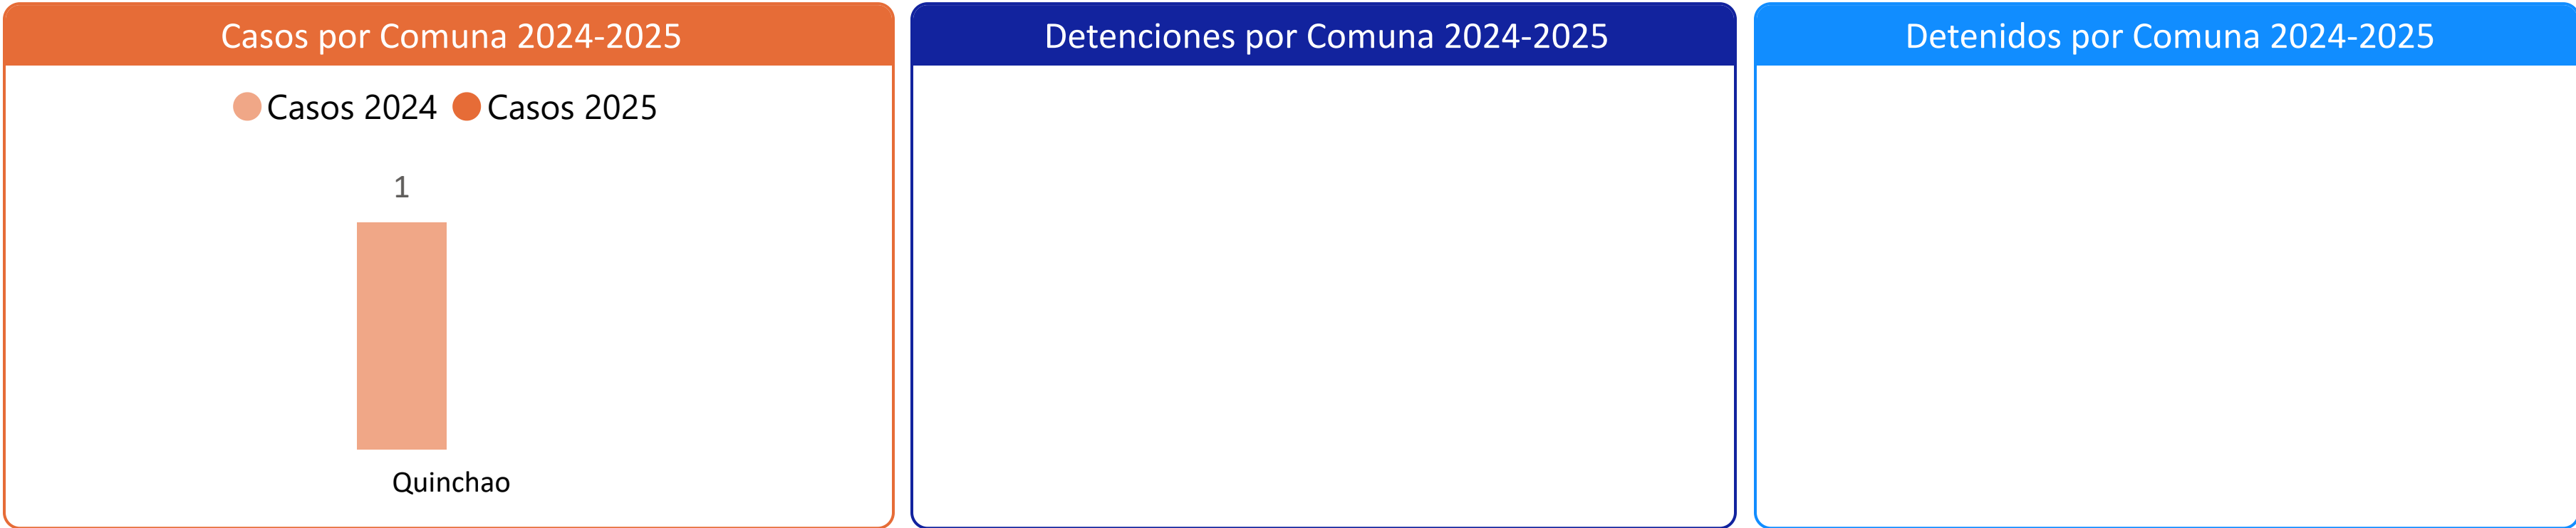 Casos por Comuna 2024-2025
Casos 2024 Casos 2025
1
Quinchao
Detenciones por Comuna 2024-2025
Detenidos por Comuna 2024-2025